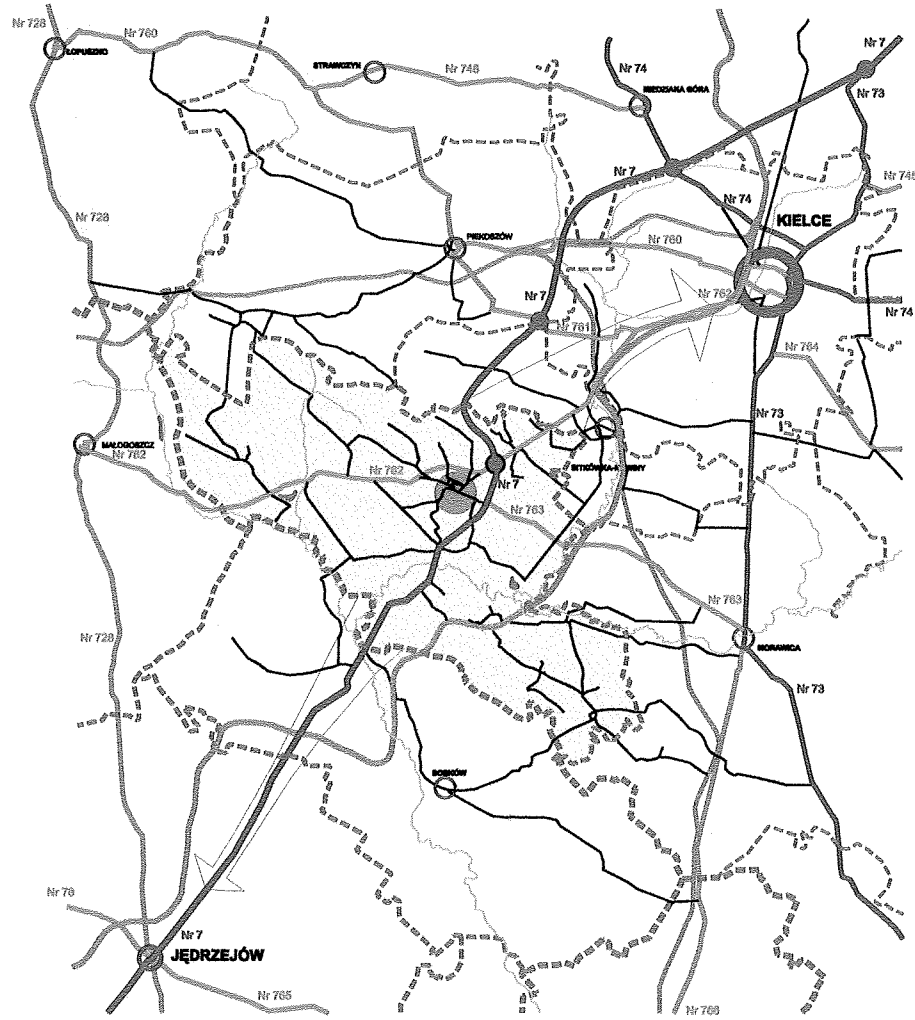 Nr 728
Nr 760
ŁOPUSZNO
STRAWCZYN
Nr 748
Nr 74
MIEDZIANA GÓRA
Nr 7
Nr 73
Nr 7
Nr 74
Nr 745
KIELCE
Nr 728
PIEKOSZÓW
Nr 760
Nr 762
Nr 7
Nr 761
Nr 74
Nr 764
Nr 73
MAŁOGOSZCZ
Nr 762
Nr 762
Nr 7
Nr 763
Nr 763
MORAWICA
Nr 728
Nr 73
SOBKÓW
Nr 78
Nr 7
JĘDRZEJÓW
Nr 765
Nr 766